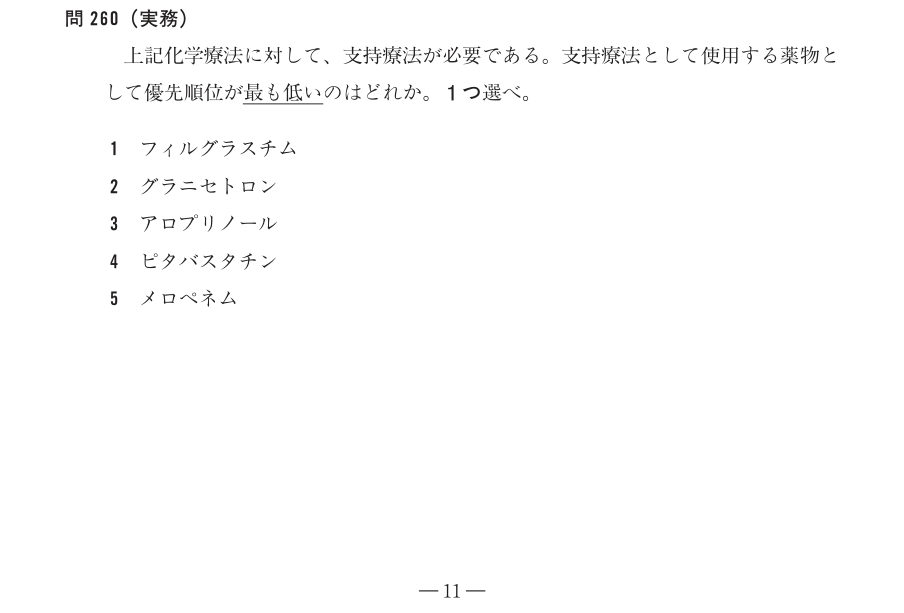 問 260（実務）
上記化学療法に対して、支持療法が必要である。支持療法として使用する薬物と
して優先順位が最も低いのはどれか。1つ選べ。
1 フィルグラスチム
2 グラニセトロン
3 アロプリノール
4 ピタバスタチン
5 メロペネム
― 11 ―